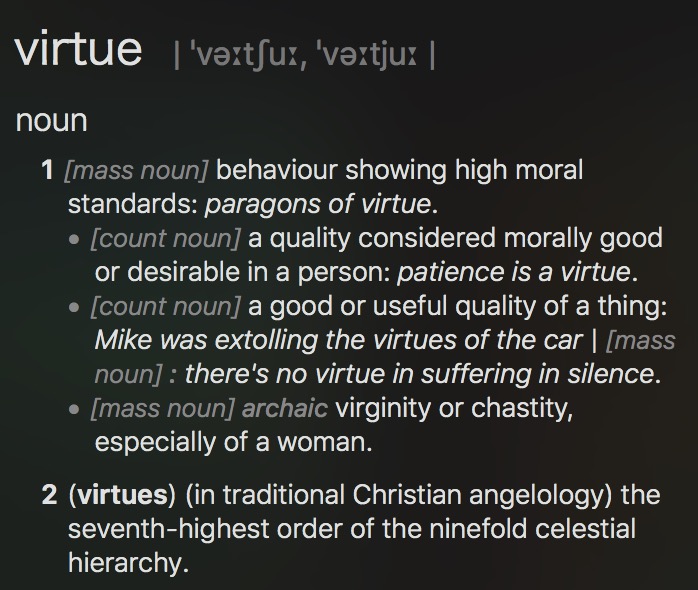 virtue | ˈvəːtʃuː, ˈvəːtjuː |
noun
1 [mass noun] behaviour showing high moral
standards: paragons of virtue.
• [count noun] a quality considered morally good
or desirable in a person: patience is a virtue.
• [count noun] a good or useful quality of a thing:
Mike was extolling the virtues of the car | [mass
noun] : there's no virtue in suffering in silence.
• [mass noun] archaic virginity or chastity,
especially of a woman.
2 (virtues) (in traditional Christian angelology) the
seventh-highest order of the ninefold celestial
hierarchy.